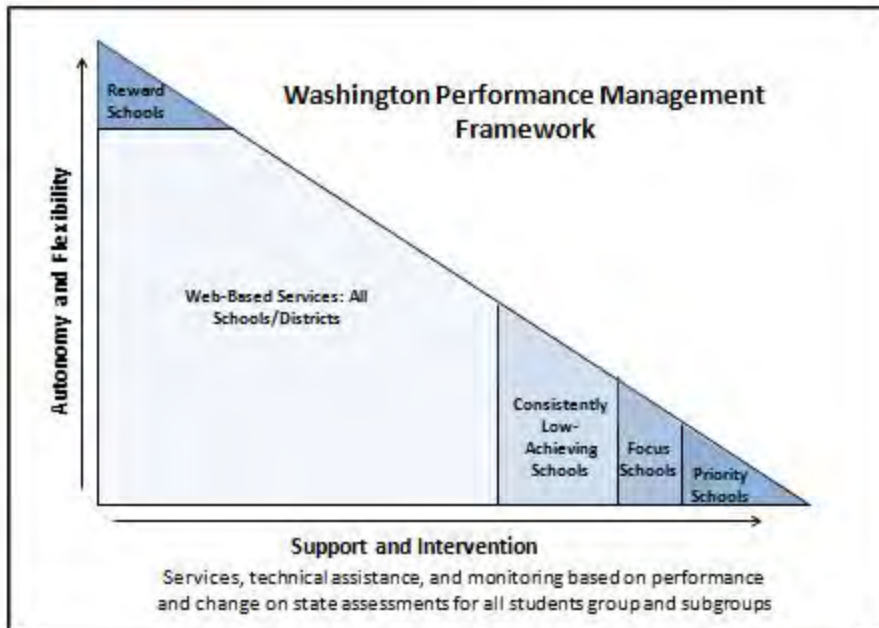 Washington Performance Management
Framework
Reward
Schools
Autonomy and Flexibility
Web-Based Services: All
Schools/Districts
Consistently
Low-
Achieving
Schools
Focus
Schools
Priority
Schools
Support and Intervention
Services, technical assistance, and monitoring based on performance
and change on state assessments for all students group and subgroups